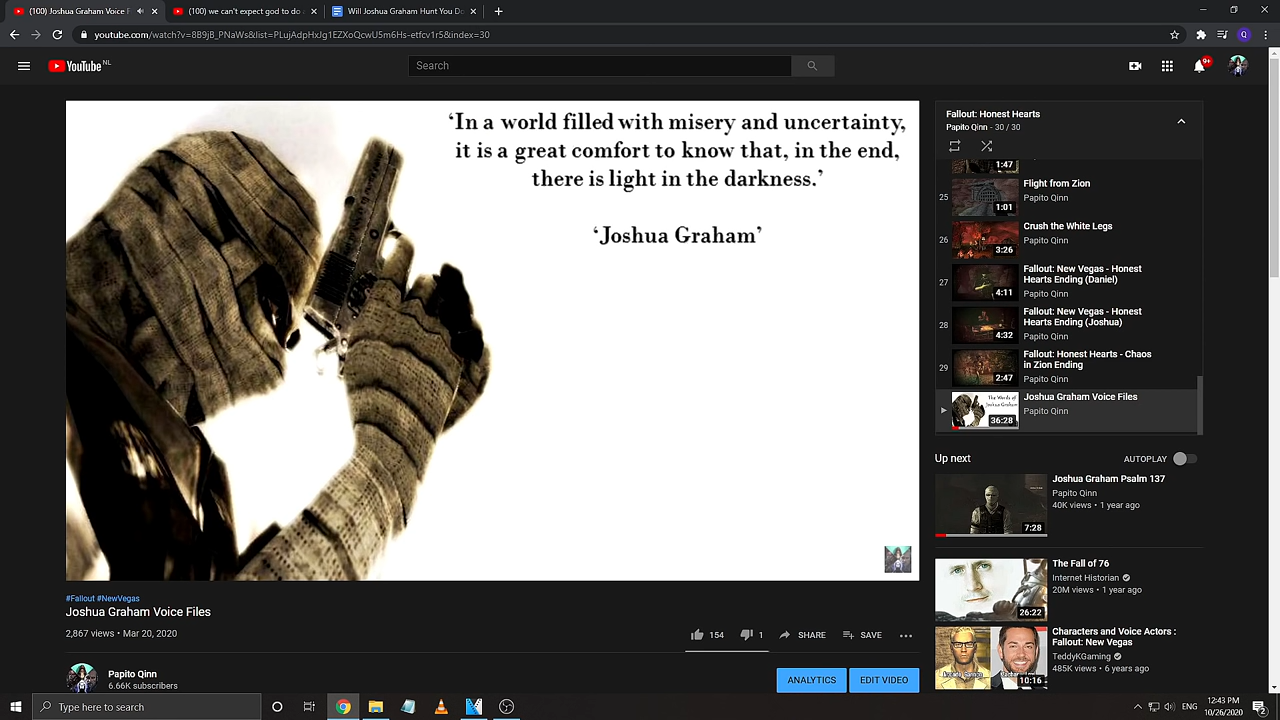 (100) Joshua Graham Voice F
(100) we can't expect god to do
Will Joshua Graham Hunt You Do
youtube.com/watch?v=8B9jB_PNaWs&list=PLujAdpHxJg1EZXoQcwU5m6Hs-etfcv1r5&index=30
Q
YouTube NL
Search
9+
'In a world filled with misery and uncertainty,
it is a great comfort to know that, in the end,
there is light in the darkness.'
'Joshua Graham'
#Fallout #NewVegas
Joshua Graham Voice Files
2,867 views • Mar 20, 2020
154
1
SHARE
SAVE
Papito Qinn
6.66K subscribers
ANALYTICS
EDIT VIDEO
Fallout: Honest Hearts
Papito Qinn - 30 / 30
1:47
Papito Qinn
25
1:01
Flight from Zion
Papito Qinn
26
3:26
Crush the White Legs
Papito Qinn
27
4:11
Fallout: New Vegas - Honest
Hearts Ending (Daniel)
Papito Qinn
28
4:32
Fallout: New Vegas - Honest
Hearts Ending (Joshua)
Papito Qinn
29
2:47
Fallout: Honest Hearts - Chaos
in Zion Ending
Papito Qinn
The Words of
Joshua Graham
36:28
Joshua Graham Voice Files
Papito Qinn
Up next
AUTOPLAY
7:28
Joshua Graham Psalm 137
Papito Qinn
40K views • 1 year ago
26:22
The Fall of 76
Internet Historian
20M views • 1 year ago
10:16
Characters and Voice Actors :
Fallout: New Vegas
TeddyKGaming
485K views • 6 years ago
Type here to search
ENG
12:43 PM
10/26/2020
2